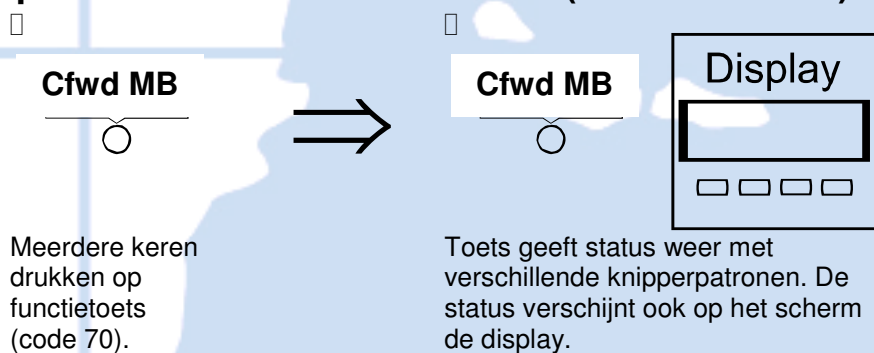 Cfwd MB
Cfwd MB
Display
Meerdere keren
drukken op
functietoets
(code 70).
Toets geeft status weer met
verschillende knipperpatronen. De
status verschijnt ook op het scherm
de display.